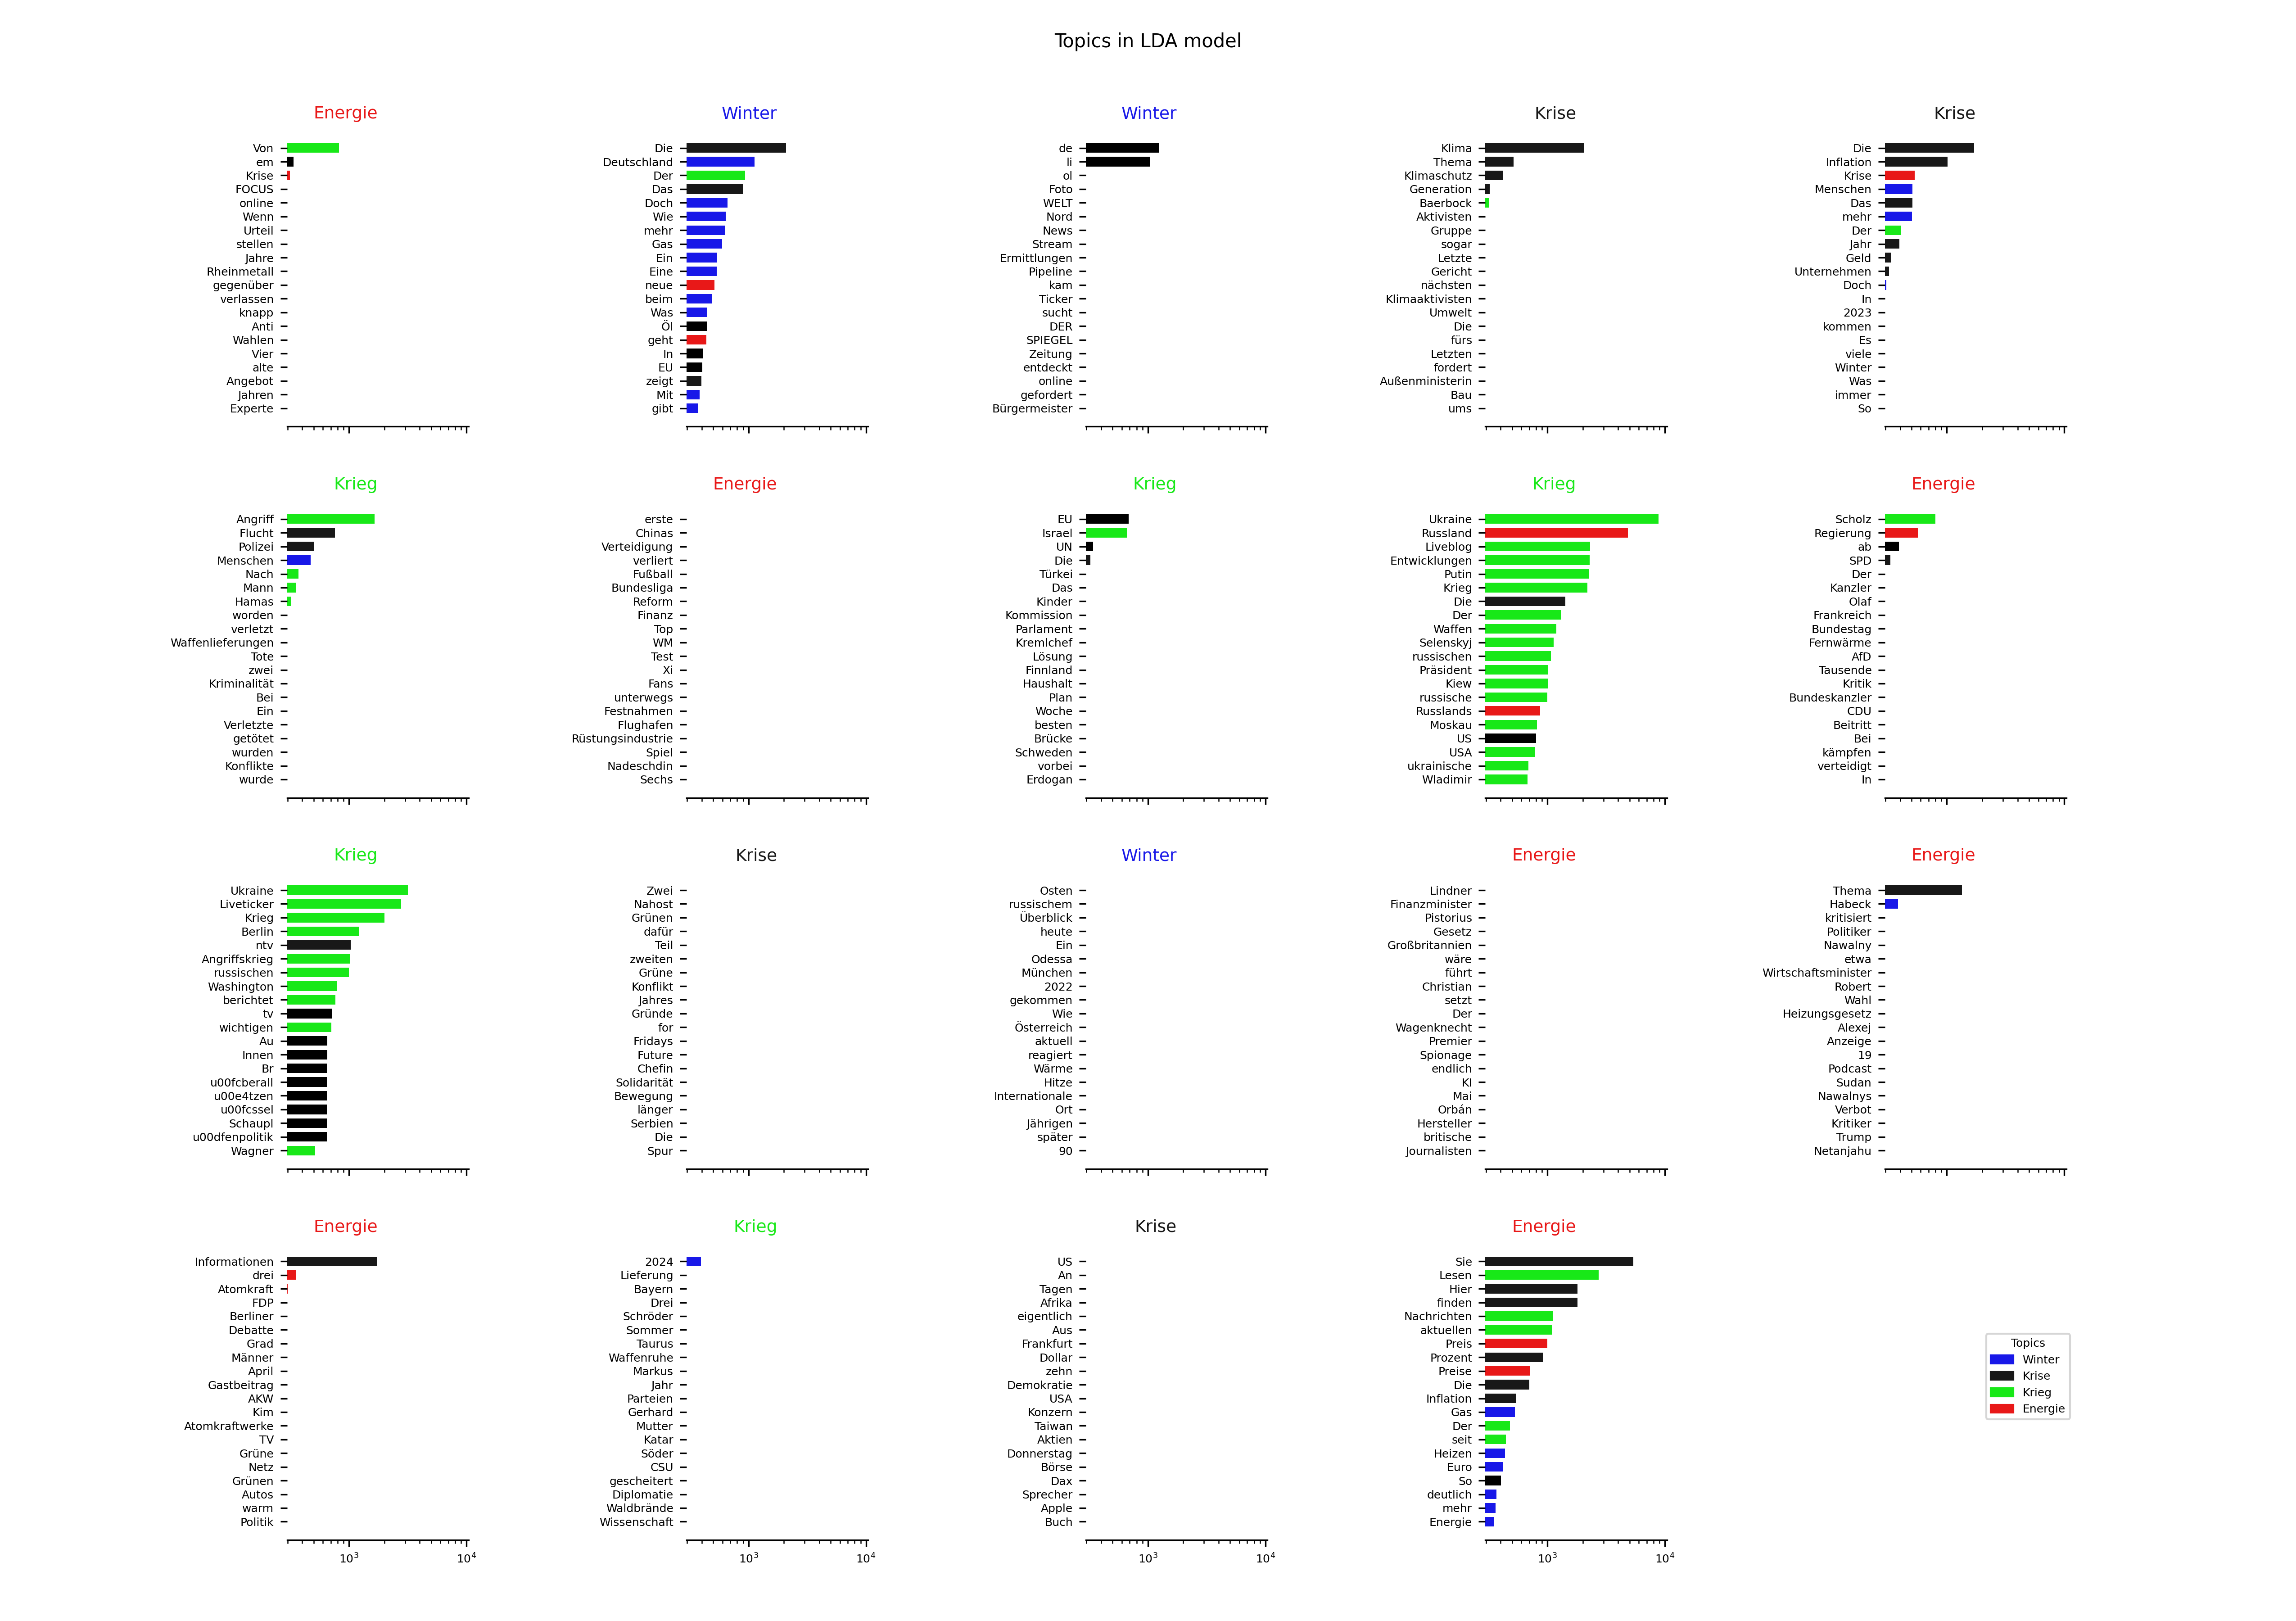 Topics in LDA model
Energie
Von
em
Krise
FOCUS
online
Wenn
Urteil
stellen
Jahre
Rheinmetall
gegenüber
verlassen
knapp
Anti
Wahlen
Vier
alte
Angebot
Jahren
Experte
Winter
Die
Deutschland
Der
Das
Doch
Wie
mehr
Gas
Ein
Eine
neue
beim
Was
Öl
geht
In
EU
zeigt
Mit
gibt
Winter
de
li
ol
Foto
WELT
Nord
News
Stream
Ermittlungen
Pipeline
kam
Ticker
sucht
DER
SPIEGEL
Zeitung
entdeckt
online
gefordert
Bürgermeister
Krise
Klima
Thema
Klimaschutz
Generation
Baerbock
Aktivisten
Gruppe
sogar
Letzte
Gericht
nächsten
Klimaaktivisten
Umwelt
Die
fürs
Letzten
fordert
Außenministerin
Bau
ums
Krise
Die
Inflation
Krise
Menschen
Das
mehr
Der
Jahr
Geld
Unternehmen
Doch
In
2023
kommen
Es
viele
Winter
Was
immer
So
Krieg
Angriff
Flucht
Polizei
Menschen
Nach
Mann
Hamas
worden
verletzt
Waffenlieferungen
Tote
zwei
Kriminalität
Bei
Ein
Verletzte
getötet
wurden
Konflikte
wurde
Energie
erste
Chinas
Verteidigung
verliert
Fußball
Bundesliga
Reform
Finanz
Top
WM
Test
Xi
Fans
unterwegs
Festnahmen
Flughafen
Rüstungsindustrie
Spiel
Nadeschdin
Sechs
Krieg
EU
Israel
UN
Die
Türkei
Das
Kinder
Kommission
Parlament
Kremlchef
Lösung
Finnland
Haushalt
Plan
Woche
besten
Brücke
Schweden
vorbei
Erdogan
Krieg
Ukraine
Russland
Liveblog
Entwicklungen
Putin
Krieg
Die
Der
Waffen
Selenskyj
russischen
Präsident
Kiew
russische
Russlands
Moskau
US
USA
ukrainische
Wladimir
Energie
Scholz
Regierung
ab
SPD
Der
Kanzler
Olaf
Frankreich
Bundestag
Fernwärme
AfD
Tausende
Kritik
Bundeskanzler
CDU
Beitritt
Bei
kämpfen
verteidigt
In
Krieg
Ukraine
Liveticker
Krieg
Berlin
ntv
Angriffskrieg
russischen
Washington
berichtet
tv
wichtigen
Au
Innen
Br
u00fcberall
u00e4tzen
u00fcssel
Schaupl
u00dfenpolitik
Wagner
Krise
Zwei
Nahost
Grünen
dafür
Teil
zweiten
Grüne
Konflikt
Jahres
Gründe
for
Fridays
Future
Chefin
Solidarität
Bewegung
länger
Serbien
Die
Spur
Winter
Osten
russischem
Überblick
heute
Ein
Odessa
München
2022
gekommen
Wie
Österreich
aktuell
reagiert
Wärme
Hitze
Internationale
Ort
Jährigen
später
90
Energie
Lindner
Finanzminister
Pistorius
Gesetz
Großbritannien
wäre
führt
Christian
setzt
Der
Wagenknecht
Premier
Spionage
endlich
KI
Mai
Orbán
Hersteller
britische
Journalisten
Energie
Thema
Habeck
kritisiert
Politiker
Nawalny
etwa
Wirtschaftsminister
Robert
Wahl
Heizungsgesetz
Alexej
Anzeige
19
Podcast
Sudan
Nawalnys
Verbot
Kritiker
Trump
Netanjahu
Energie
Informationen
drei
Atomkraft
FDP
Berliner
Debatte
Grad
Männer
April
Gastbeitrag
AKW
Kim
Atomkraftwerke
TV
Grüne
Netz
Grünen
Autos
warm
Politik
10³ 10⁴
Krieg
2024
Lieferung
Bayern
Drei
Schröder
Sommer
Taurus
Waffenruhe
Markus
Jahr
Parteien
Gerhard
Mutter
Katar
Söder
CSU
gescheitert
Diplomatie
Waldbrände
Wissenschaft
10³ 10⁴
Krise
US
An
Tagen
Afrika
eigentlich
Aus
Frankfurt
Dollar
zehn
Demokratie
USA
Konzern
Taiwan
Aktien
Donnerstag
Börse
Dax
Sprecher
Apple
Buch
10³ 10⁴
Energie
Sie
Lesen
Hier
finden
Nachrichten
aktuellen
Preis
Prozent
Preise
Die
Inflation
Gas
Der
seit
Heizen
Euro
So
deutlich
mehr
Energie
10³ 10⁴
Topics
Winter
Krise
Krieg
Energie